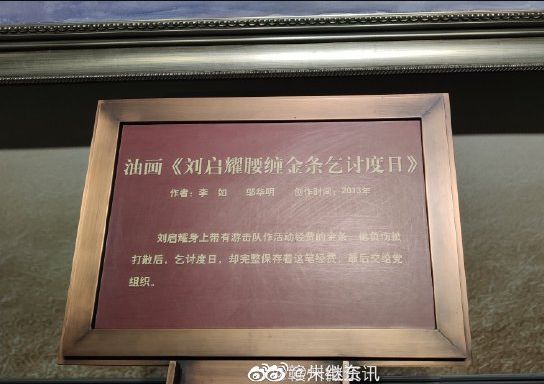 油画《刘启耀腰缠金条乞讨度日》
作者：李 如 邬华明 创作时间：2013年
刘启耀身上带有游击队作活动经费的金条，他负伤被
打散后，乞讨度日，却完整保存着这笔经费，最后交给党
组织。